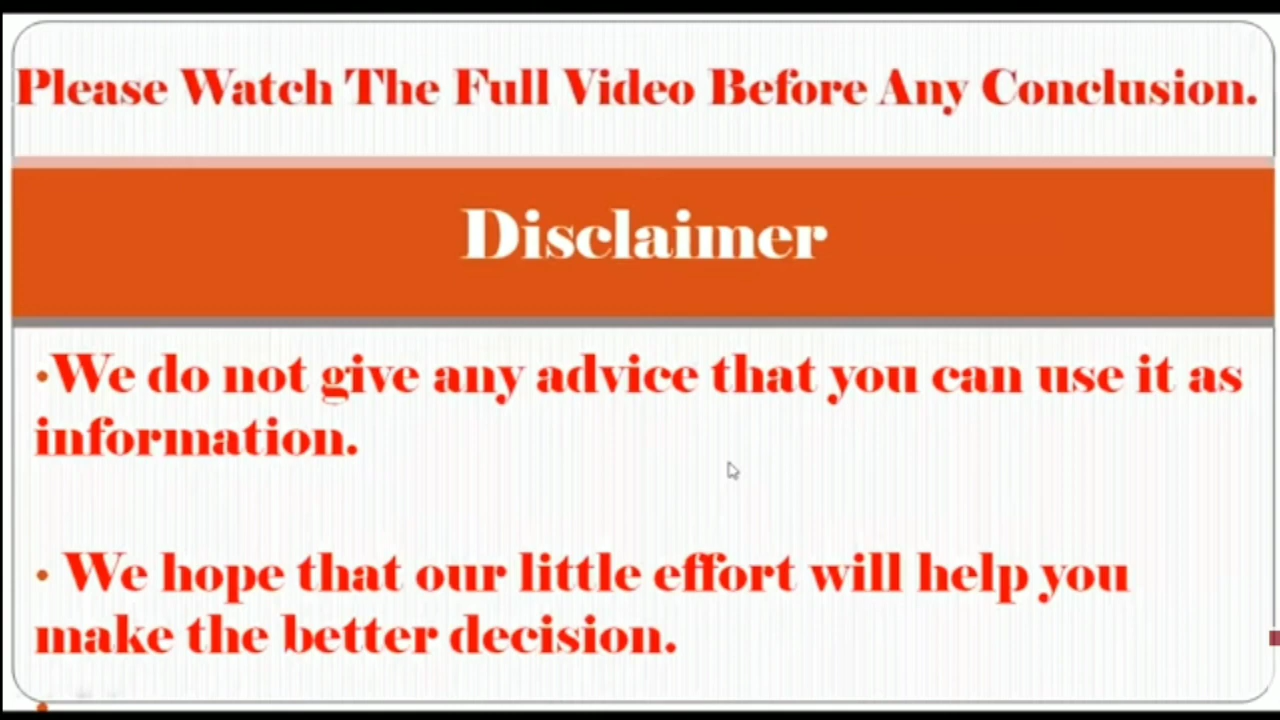 Please Watch The Full Video Before Any Conclusion.
Disclaimer
•We do not give any advice that you can use it as
information.
• We hope that our little effort will help you
make the better decision.
•